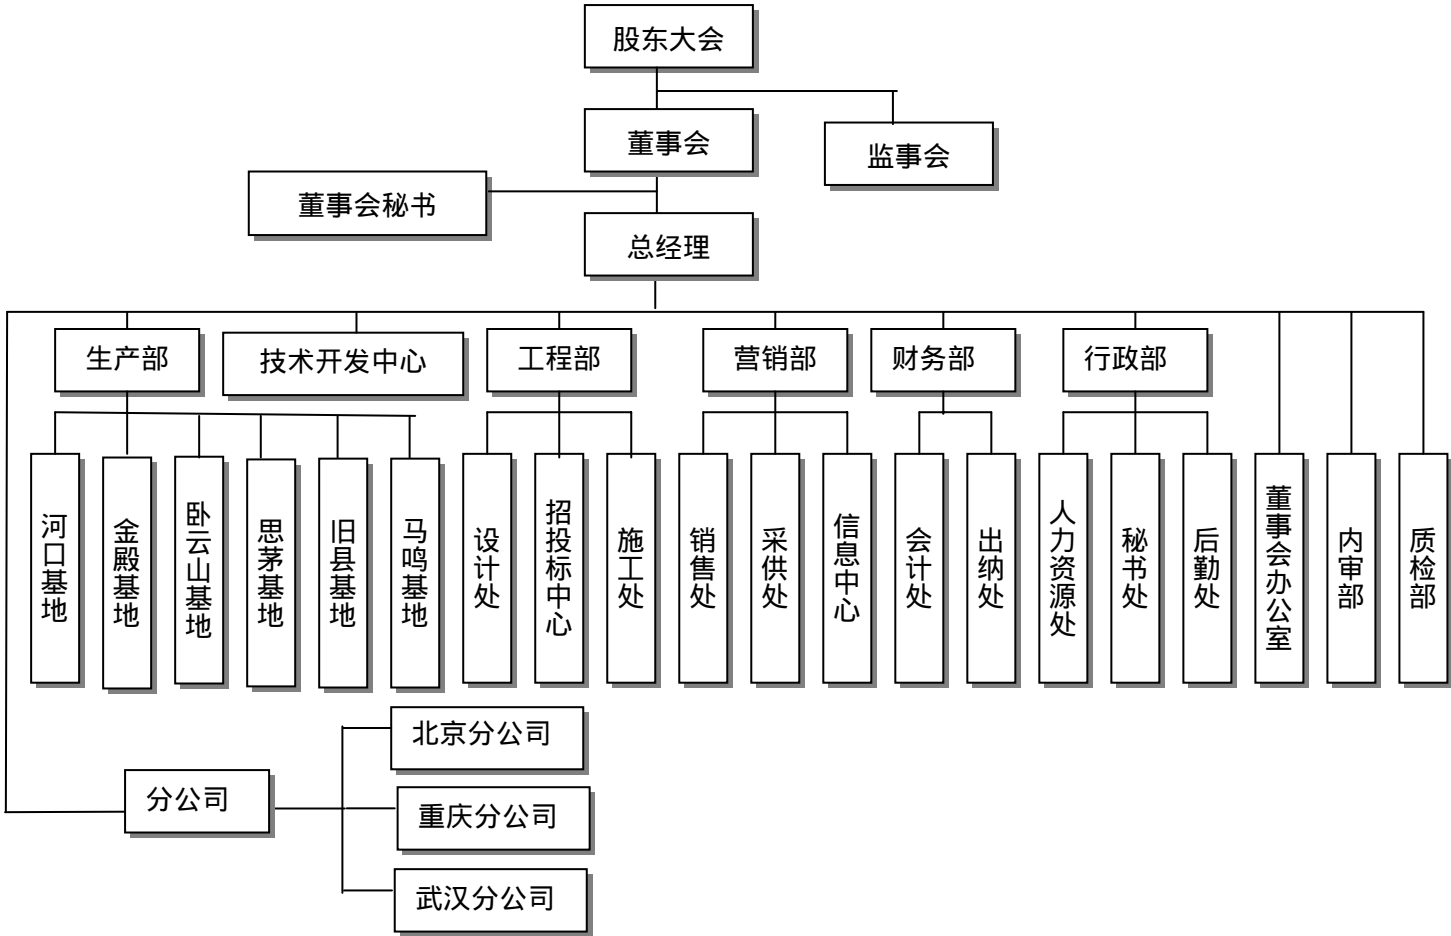 股东大会
董事会
监事会
董事会秘书
总经理
生产部
技术开发中心
工程部
营销部
财务部
行政部
河口基地
金殿基地
卧云山基地
思茅基地
旧县基地
马鸣基地
设计处
招投标中心
施工处
销售处
采供处
信息中心
会计处
出纳处
人力资源处
秘书处
后勤处
董事会办公室
内审部
质检部
北京分公司
分公司
重庆分公司
武汉分公司